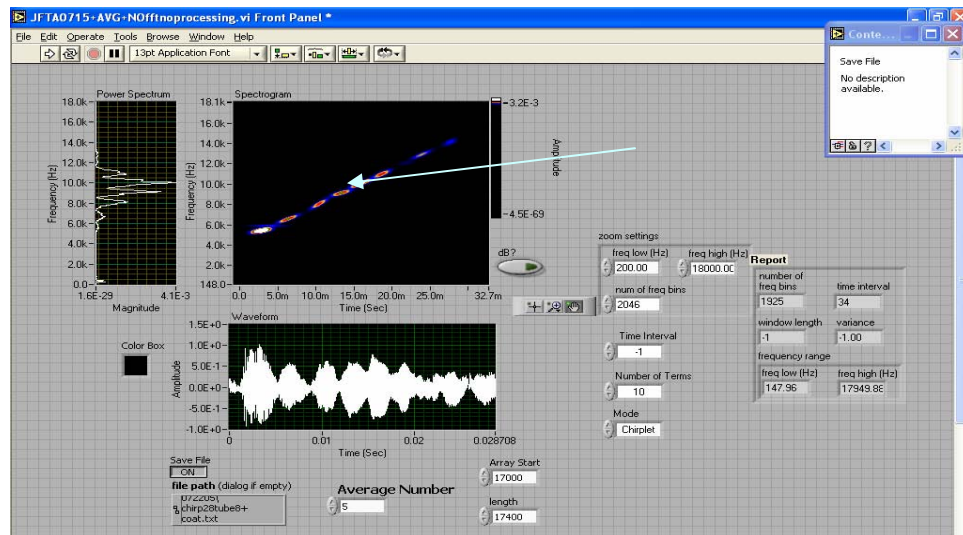 JFTA0715+AVG+NOfftnoprocessing.vi Front Panel *
File Edit Operate Tools Browse Window Help
13pt Application Font
Conte...
Save File
No description
available.
Power Spectrum
18.0k
16.0k
14.0k
12.0k
10.0k
8.0k
6.0k
4.0k
2.0k
0.0
Frequency (Hz)
1.6E-29 4.1E-3
Magnitude
Spectrogram
18.1k
16.0k
14.0k
12.0k
10.0k
8.0k
6.0k
4.0k
2.0k
148.0
Frequency (Hz)
0.0 5.0m 10.0m 15.0m 20.0m 25.0m 32.7m
Time (Sec)
3.2E-3
4.5E-69
Amplitude
dB?
Color Box
Waveform
1.5E+0
1.0E+0
5.0E-1
0.0E+0
-5.0E-1
-1.0E+0
Amplitude
0 0.01 0.02 0.028708
Time (Sec)
zoom settings
freq low (Hz) freq high (Hz)
200.00 18000.0
num of freq bins
2046
Time Interval
-1
Number of Terms
10
Mode
Chirplet
Report
number of
freq bins time interval
1925 34
window length variance
-1 -1.00
frequency range
freq low (Hz) freq high (Hz)
147.96 17949.88
Save File
ON
file path (dialog if empty)
072205\
chirp28tube8+
coat.txt
Average Number
5
Array Start
17000
length
17400